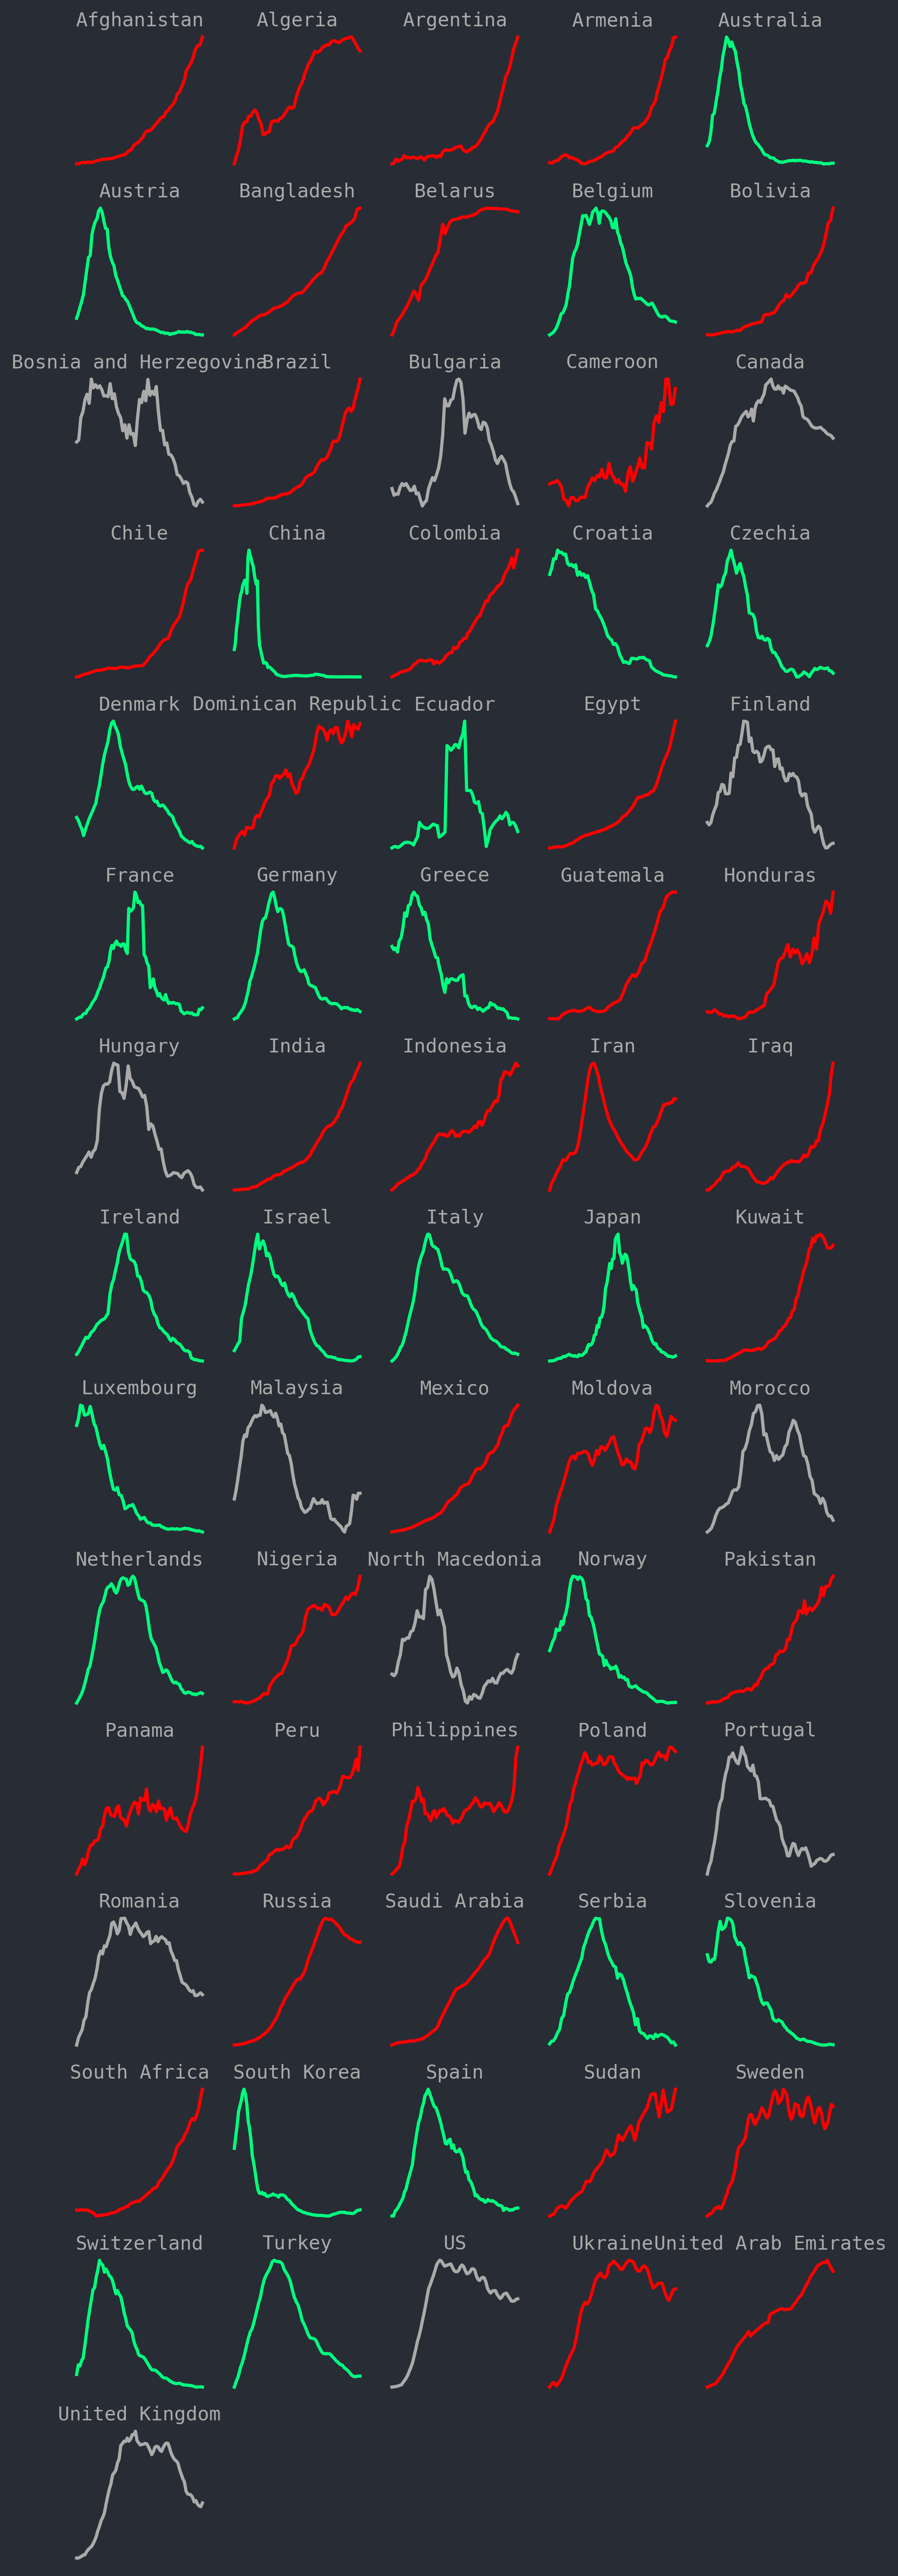 Afghanistan Algeria Argentina Armenia Australia
Austria Bangladesh Belarus Belgium Bolivia
Bosnia and Herzegovina Brazil Bulgaria Cameroon Canada
Chile China Colombia Croatia Czechia
Denmark Dominican Republic Ecuador Egypt Finland
France Germany Greece Guatemala Honduras
Hungary India Indonesia Iran Iraq
Ireland Israel Italy Japan Kuwait
Luxembourg Malaysia Mexico Moldova Morocco
Netherlands Nigeria North Macedonia Norway Pakistan
Panama Peru Philippines Poland Portugal
Romania Russia Saudi Arabia Serbia Slovenia
South Africa South Korea Spain Sudan Sweden
Switzerland Turkey US Ukraine United Arab Emirates
United Kingdom